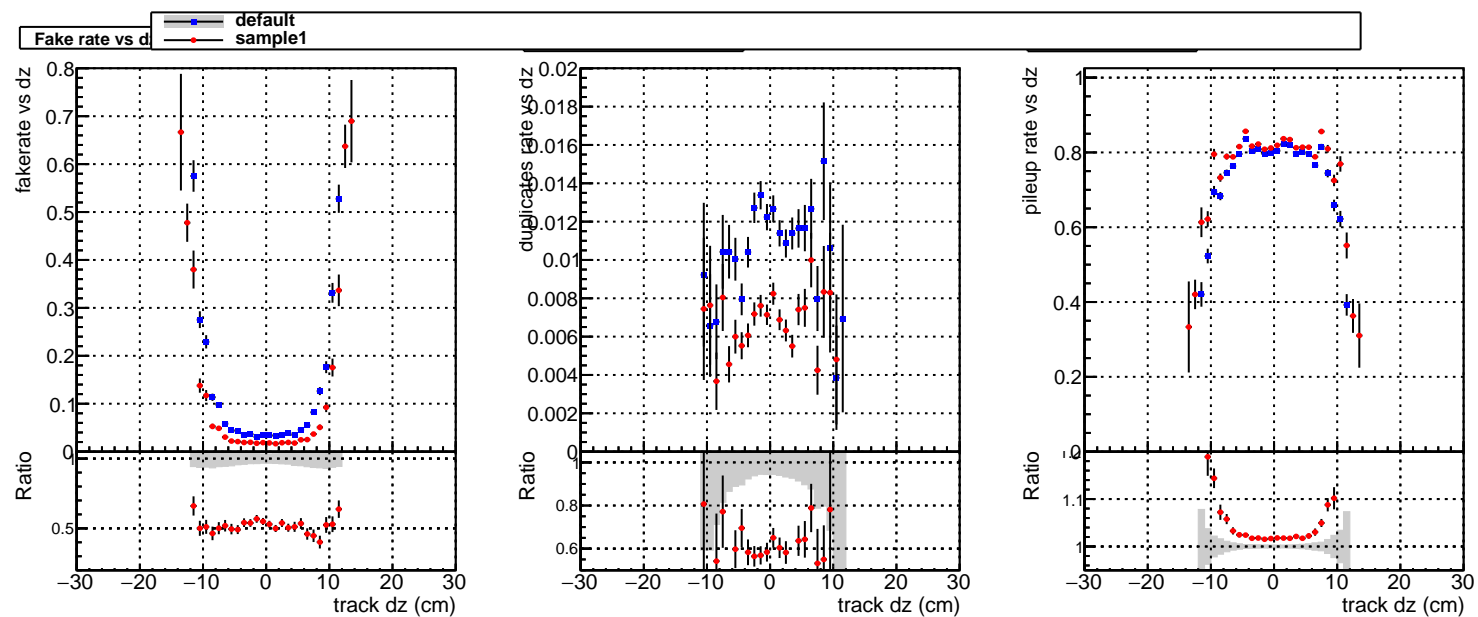 default
Fake rate vs dz
sample1
fakerate vs dz
0.8
0.7
0.6
0.5
0.4
0.3
0.2
0.1
0
Ratio
1
0.5
−30 −20 −10 0 10 20 30
track dz (cm)
duplicates rate vs dz
0.02
0.018
0.016
0.014
0.012
0.01
0.008
0.006
0.004
0.002
0
Ratio
1
0.8
0.6
−30 −20 −10 0 10 20 30
track dz (cm)
pileup rate vs dz
1
0.8
0.6
0.4
0.2
0
Ratio
1.1
1
−30 −20 −10 0 10 20 30
track dz (cm)